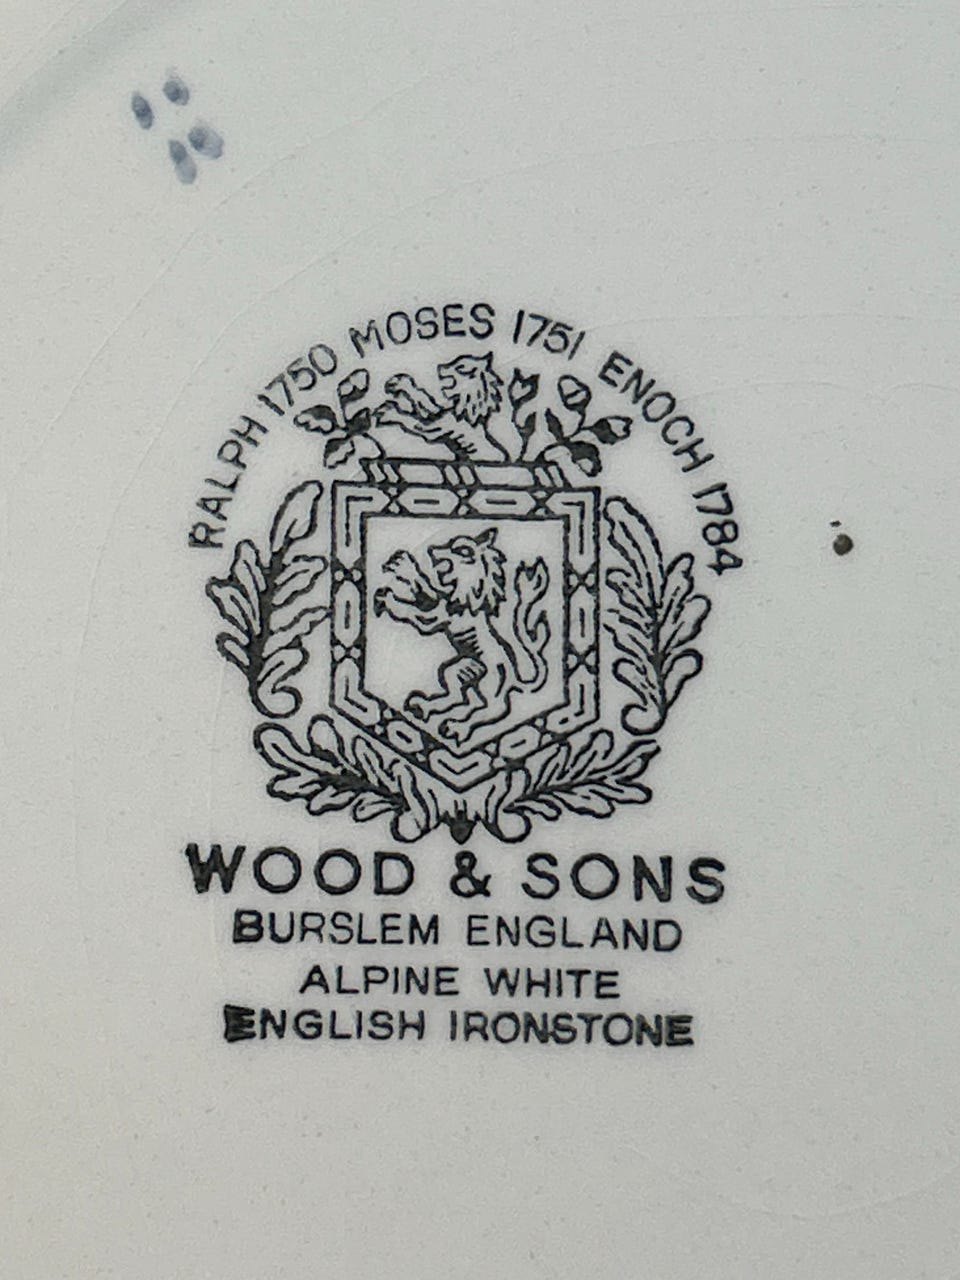 RALPH 1750 MOSES 1751 ENOCH 1784
WOOD & SONS
BURSLEM ENGLAND
ALPINE WHITE
ENGLISH IRONSTONE